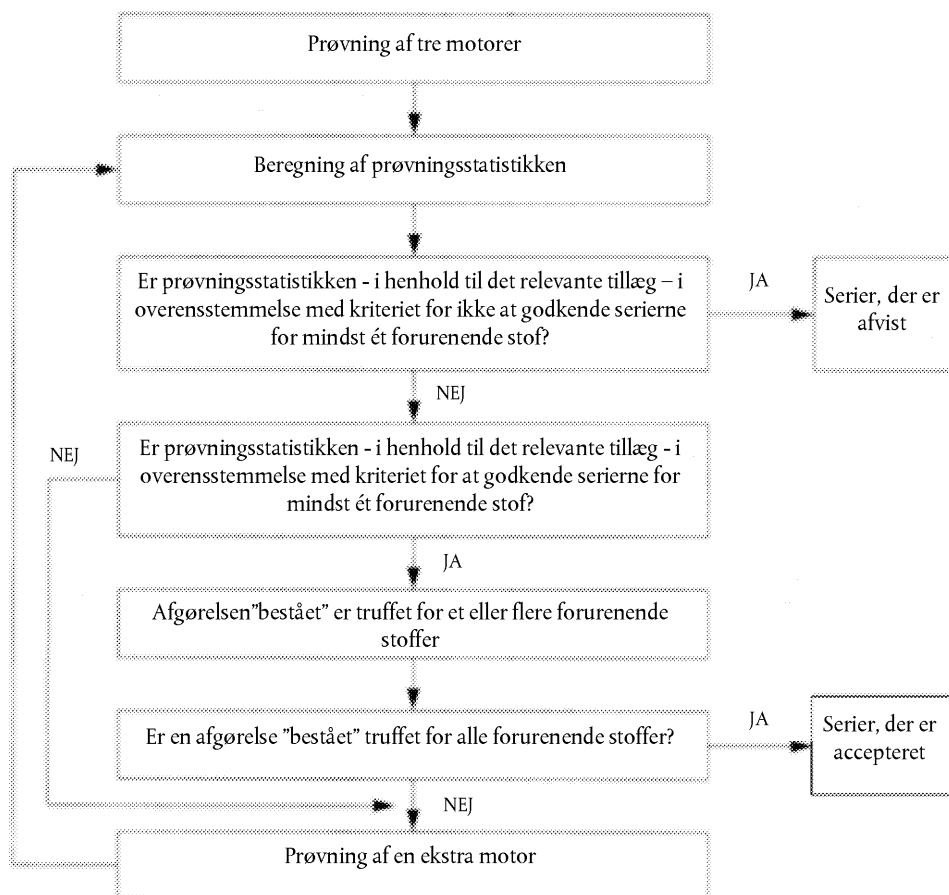 Prøvning af tre motorer
Beregning af prøvningsstatistikken
Er prøvningsstatistikken - i henhold til det relevante tillæg – i
overensstemmelse med kriteriet for ikke at godkende serierne
for mindst ét forurenende stof?
JA
Serier, der er
afvist
NEJ
Er prøvningsstatistikken - i henhold til det relevante tillæg - i
overensstemmelse med kriteriet for at godkende serierne for
mindst ét forurenende stof?
NEJ
JA
Afgørelsen"bestået" er truffet for et eller flere forurenende
stoffer
Er en afgørelse "bestået" truffet for alle forurenende stoffer?
JA
Serier, der er
accepteret
NEJ
Prøvning af en ekstra motor